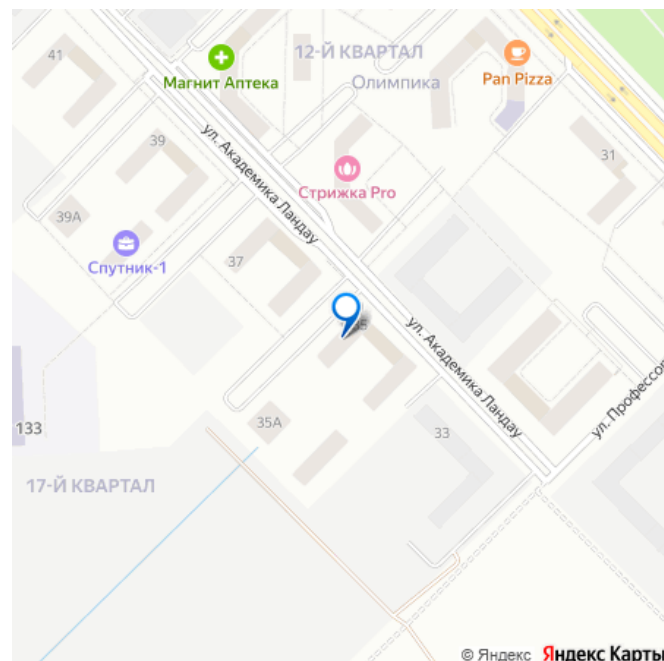 41
12-Й КВАРТАЛ
Магнит Аптека
Олимпика
Pan Pizza
39
ул. Академика Ландау
31
Стрижка Pro
39А
Спутник-1
37
ул. Академика Ландау
ул. Профессор
35А
133
33
17-Й КВАРТАЛ
© Яндекс Яндекс Карты